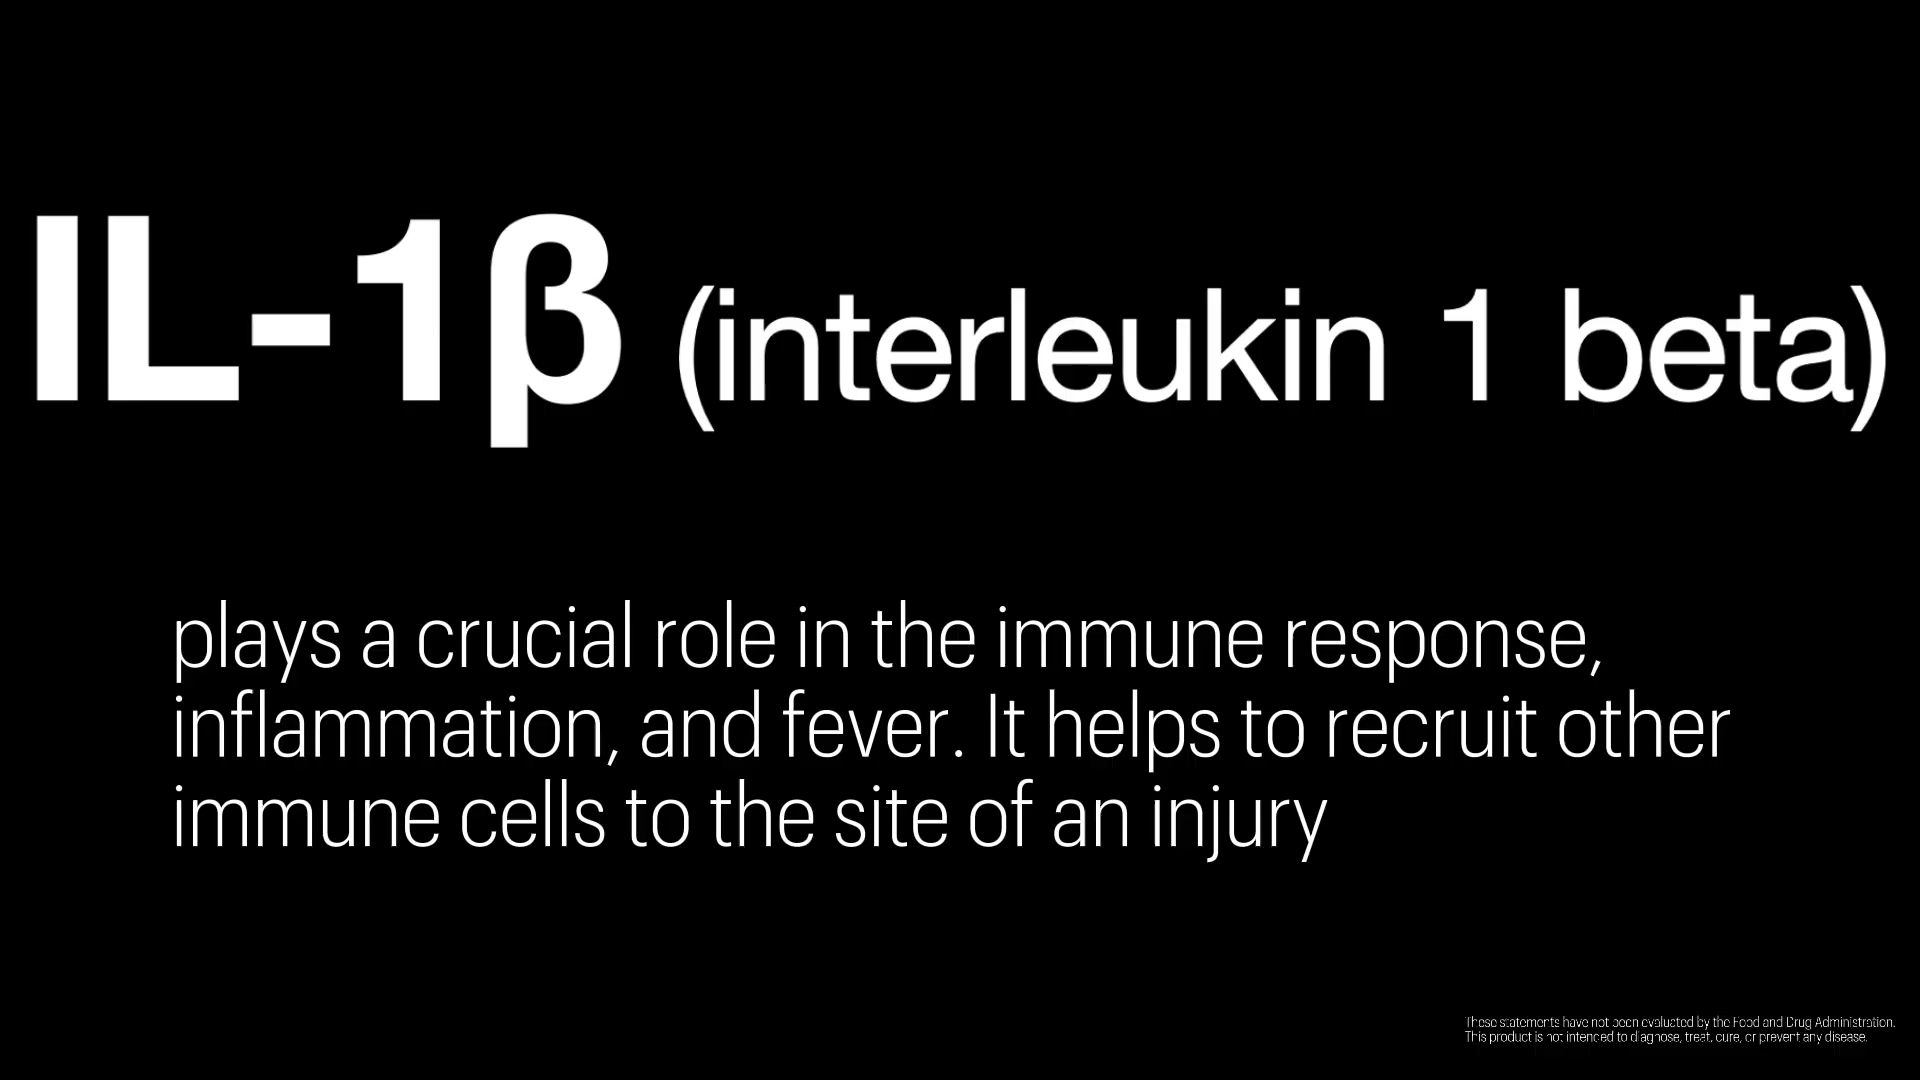 IL-1β (interleukin 1 beta)
plays a crucial role in the immune response,
inflammation, and fever. It helps to recruit other
immune cells to the site of an injury
These statements have not been evaluated by the Food and Drug Administration.
This product is not intended to diagnose, treat, cure, or prevent any disease.